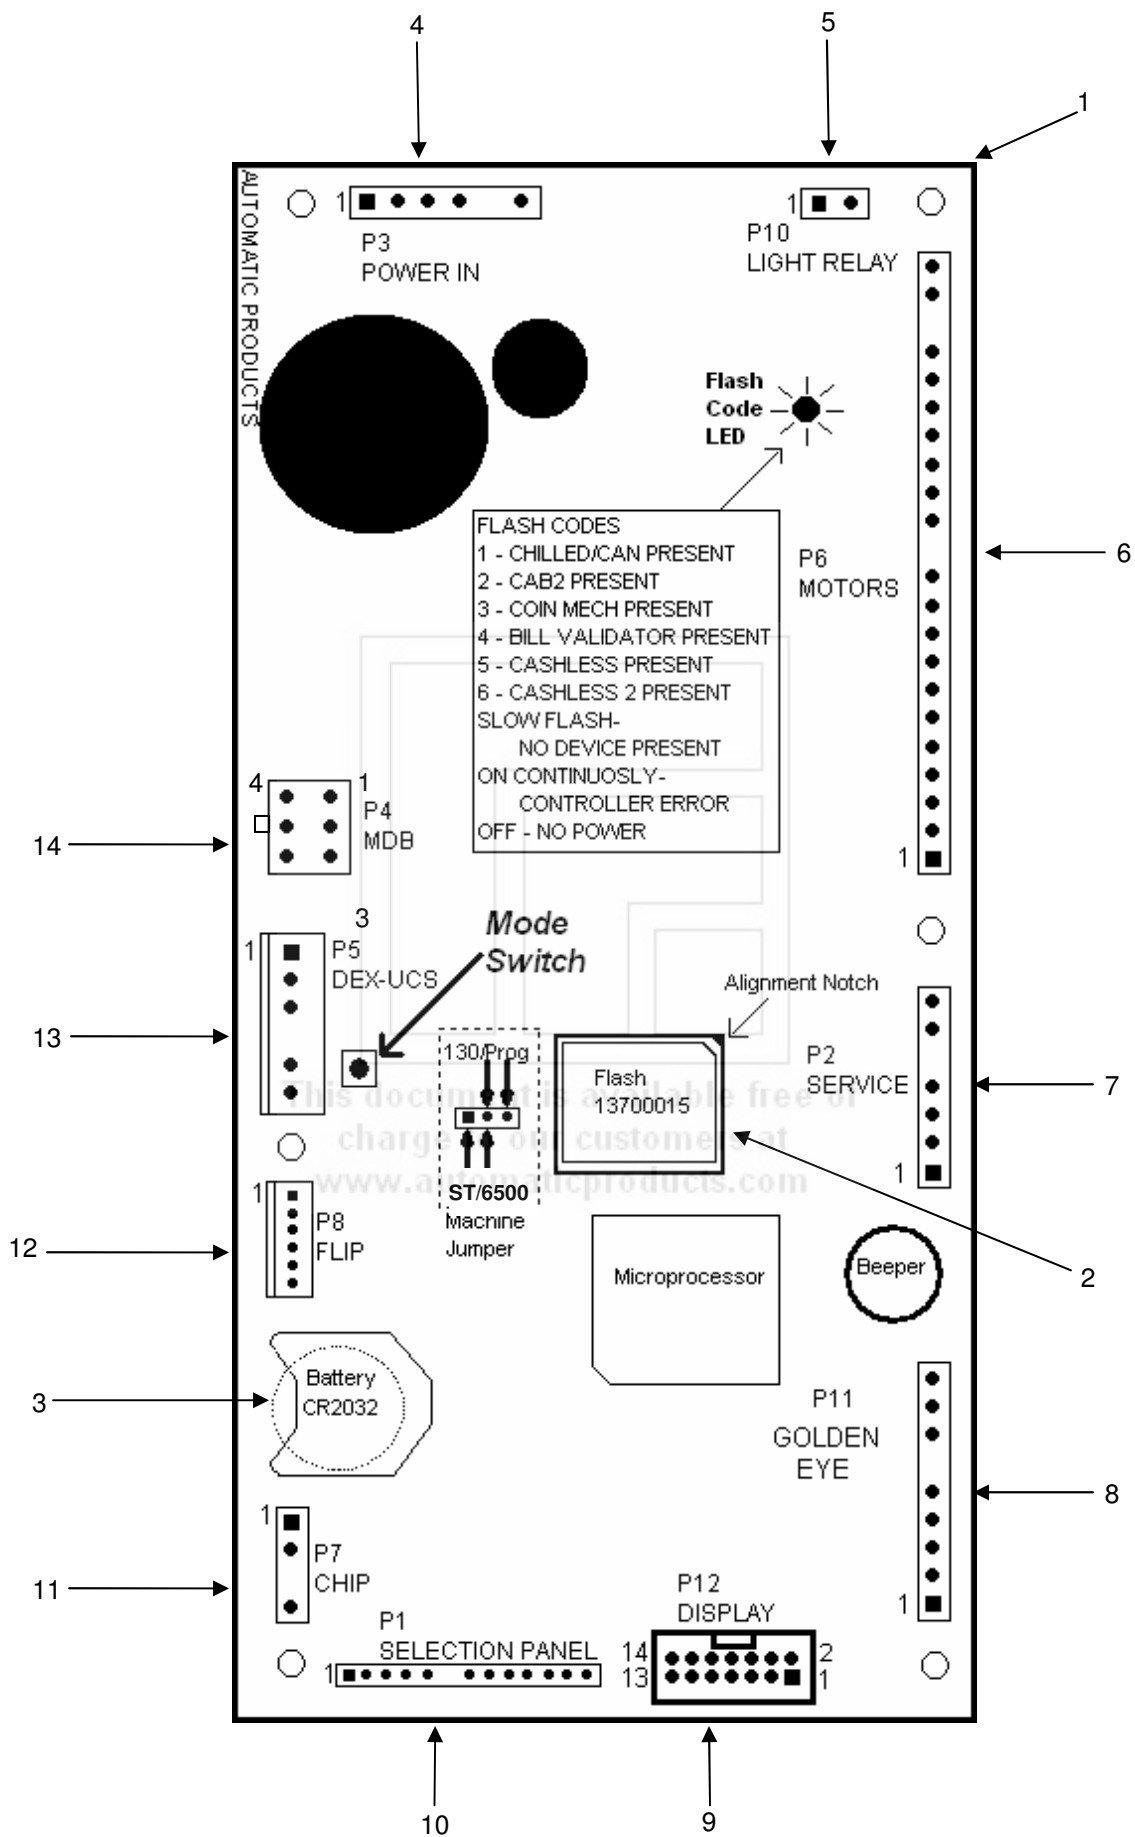 4
5
1
AUTOMATIC PRODUCTS
1
P3
POWER IN
1
P10
LIGHT RELAY
Flash
Code
LED
FLASH CODES
1 - CHILLED/CAN PRESENT
2 - CAB2 PRESENT
3 - COIN MECH PRESENT
4 - BILL VALIDATOR PRESENT
5 - CASHLESS PRESENT
6 - CASHLESS 2 PRESENT
SLOW FLASH-
NO DEVICE PRESENT
ON CONTINUOSLY-
CONTROLLER ERROR
OFF - NO POWER
P6
MOTORS
6
1
4
1
P4
MDB
14
3
1
P5
DEX-UCS
13
Mode
Switch
Alignment Notch
130/Prog
Flash
13700015
P2
SERVICE
7
1
This document is available free of
charge to our customers at
www.automaticproducts.com
ST/6500
Machine
Jumper
1
P8
FLIP
12
Microprocessor
Beeper
2
Battery
CR2032
3
P11
GOLDEN
EYE
8
1
1
P7
CHIP
11
P1
SELECTION PANEL
1
P12
DISPLAY
14
2
13
1
10
9